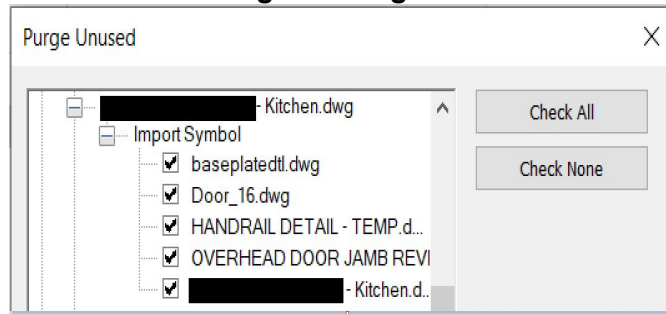 Purge Unused
- Kitchen.dwg
Import Symbol
baseplatedtl.dwg
Door_16.dwg
HANDRAIL DETAIL - TEMP.d...
OVERHEAD DOOR JAMB REVI
- Kitchen.d..
Check All
Check None